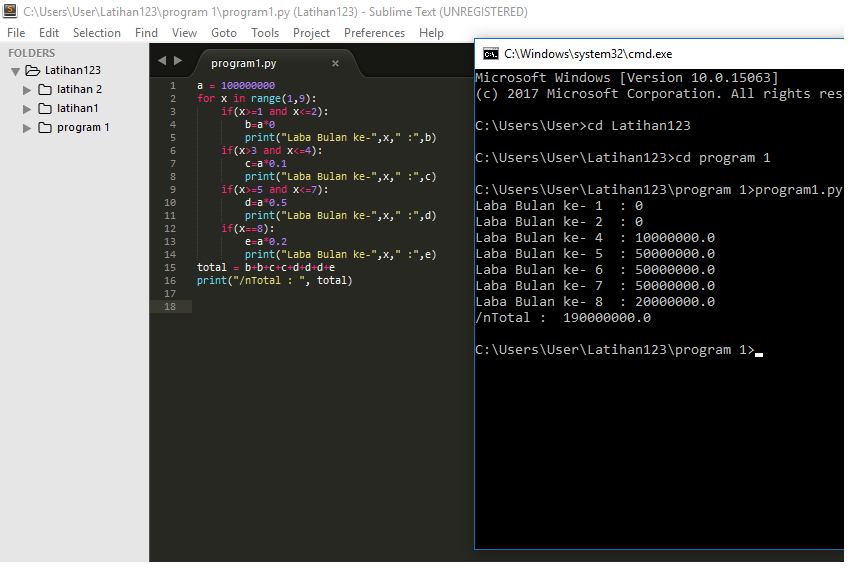 C:\Users\User\Latihan123\program 1\program1.py (Latihan123) - Sublime Text (UNREGISTERED)
File Edit Selection Find View Goto Tools Project Preferences Help
FOLDERS
Latihan123
latihan 2
latihan1
program 1
program1.py ×
1 a = 100000000
2 for x in range(1,9):
3     if(x>=1 and x<=2):
4         b=a*0
5         print("Laba Bulan ke-",x," :",b)
6     if(x>3 and x<=4):
7         c=a*0.1
8         print("Laba Bulan ke-",x," :",c)
9     if(x>=5 and x<=7):
10         d=a*0.5
11         print("Laba Bulan ke-",x," :",d)
12     if(x==8):
13         e=a*0.2
14         print("Laba Bulan ke-",x," :",e)
15 total = b+b+c+c+d+d+d+e
16 print("/nTotal : ", total)
17
18
C:\Windows\system32\cmd.exe
Microsoft Windows [Version 10.0.15063]
(c) 2017 Microsoft Corporation. All rights res
C:\Users\User>cd Latihan123
C:\Users\User\Latihan123>cd program 1
C:\Users\User\Latihan123\program 1>program1.py
Laba Bulan ke- 1  : 0
Laba Bulan ke- 2  : 0
Laba Bulan ke- 4  : 10000000.0
Laba Bulan ke- 5  : 50000000.0
Laba Bulan ke- 6  : 50000000.0
Laba Bulan ke- 7  : 50000000.0
Laba Bulan ke- 8  : 20000000.0
/nTotal :  190000000.0
C:\Users\User\Latihan123\program 1>